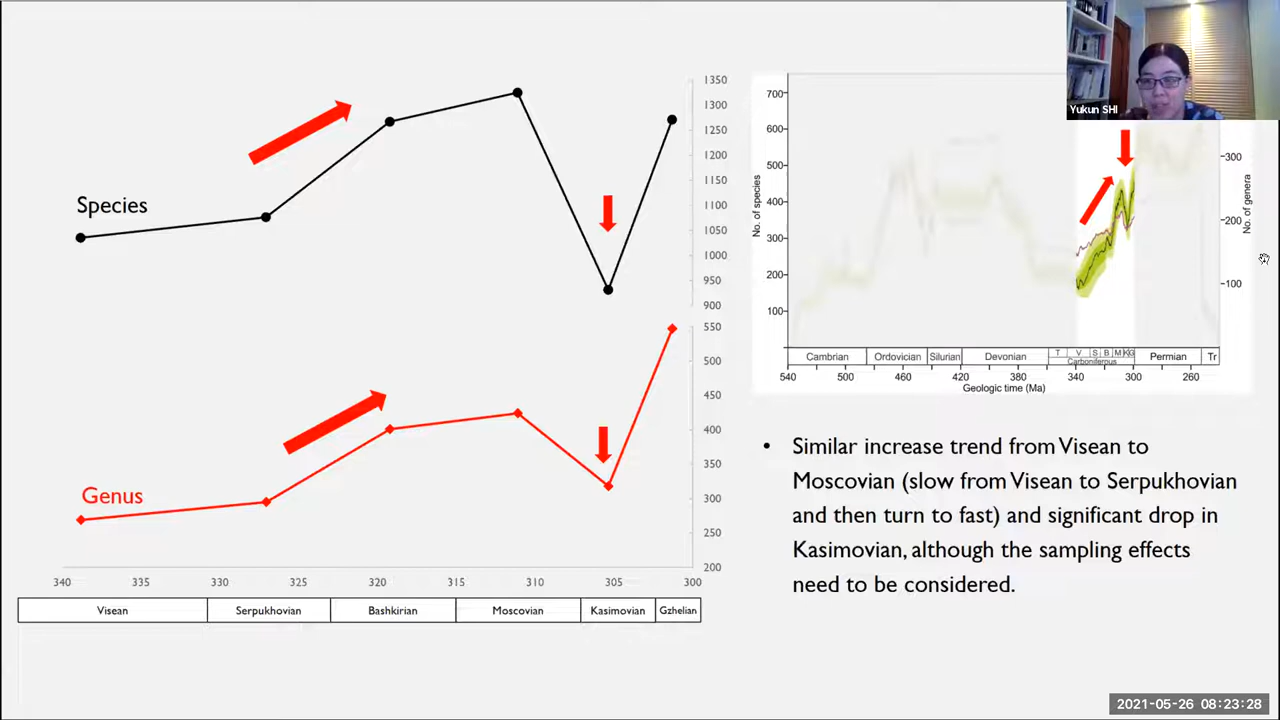 Yukun SHI
Species
1350
1300
1250
1200
1150
1100
1050
1000
950
900
Genus
550
500
450
400
350
300
250
200
340 335 330 325 320 315 310 305 300
Visean Serpukhovian Bashkirian Moscovian Kasimovian Gzhelian
No. of species
700
600
500
400
300
200
100
300
200
100
No. of genera
T V S B M K G
Cambrian Ordovician Silurian Devonian Carboniferous Permian Tr
540 500 460 420 380 340 300 260
Geologic time (Ma)
• Similar increase trend from Visean to
Moscovian (slow from Visean to Serpukhovian
and then turn to fast) and significant drop in
Kasimovian, although the sampling effects
need to be considered.
2021-05-26 08:23:28